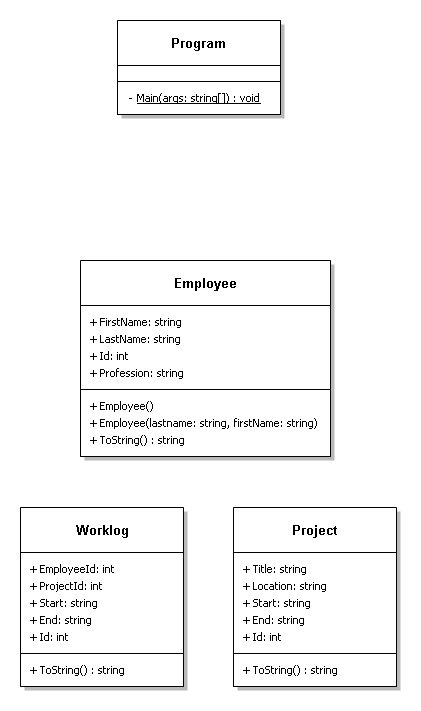 Program
- Main(args: string[]) : void
Employee
+ FirstName: string
+ LastName: string
+ Id: int
+ Profession: string
+ Employee()
+ Employee(lastname: string, firstName: string)
+ ToString() : string
Worklog
+ EmployeeId: int
+ ProjectId: int
+ Start: string
+ End: string
+ Id: int
+ ToString() : string
Project
+ Title: string
+ Location: string
+ Start: string
+ End: string
+ Id: int
+ ToString() : string